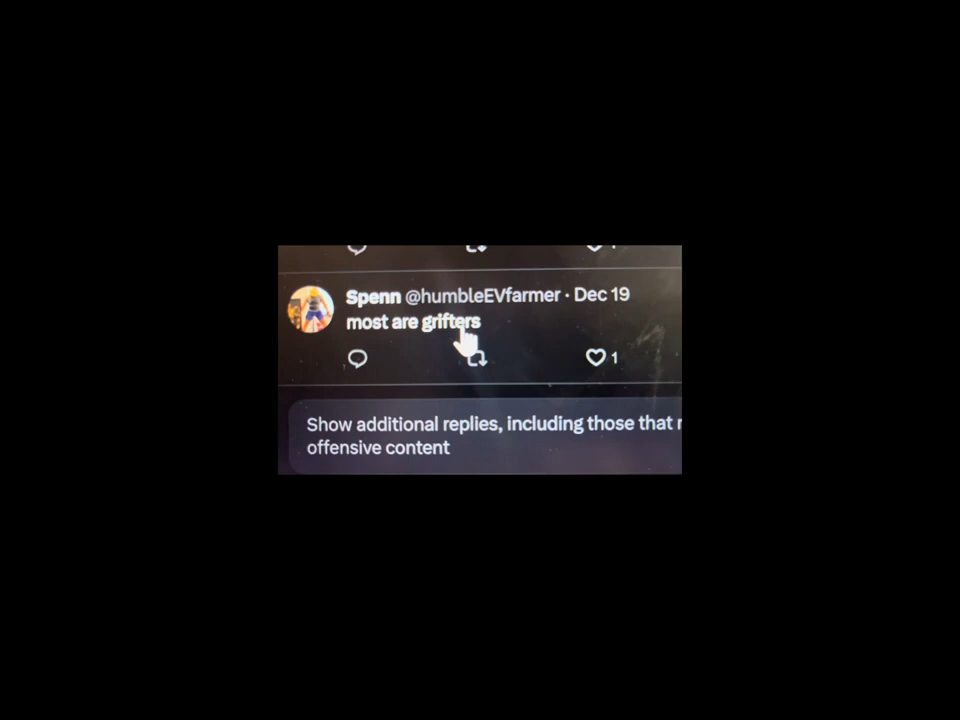 Spenn @humbleEVfarmer · Dec 19
most are grifters
1
Show additional replies, including those that
offensive content